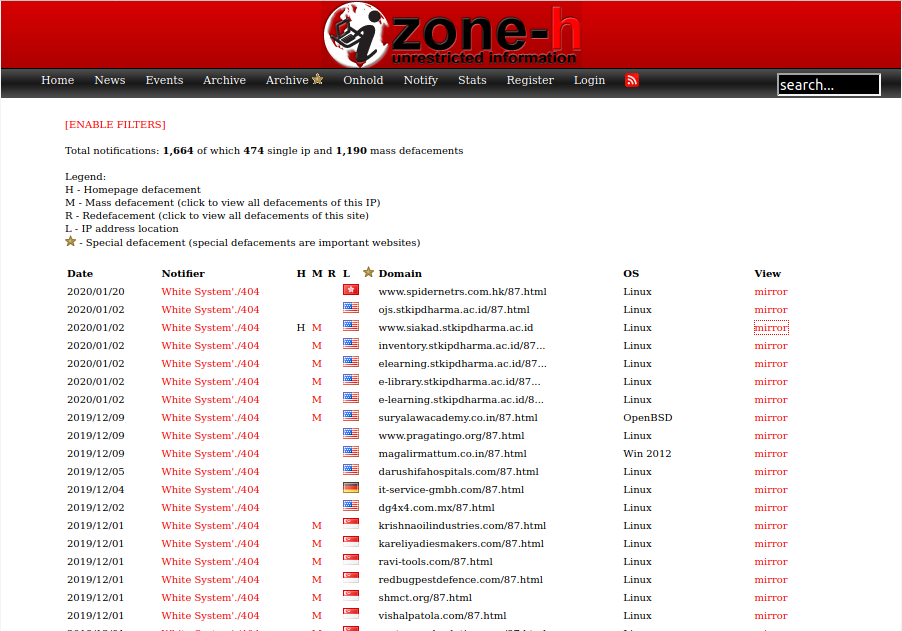 zone-h
unrestricted information
Home News Events Archive Archive Onhold Notify Stats Register Login search...
[ENABLE FILTERS]
Total notifications: 1,664 of which 474 single ip and 1,190 mass defacements
Legend:
H - Homepage defacement
M - Mass defacement (click to view all defacements of this IP)
R - Redefacement (click to view all defacements of this site)
L - IP address location
- Special defacement (special defacements are important websites)
Date Notifier H M R L Domain OS View
2020/01/20 White System'./404 www.spidernetrs.com.hk/87.html Linux mirror
2020/01/02 White System'./404 ojs.stkipdharma.ac.id/87.html Linux mirror
2020/01/02 White System'./404 H M www.siakad.stkipdharma.ac.id Linux mirror
2020/01/02 White System'./404 M inventory.stkipdharma.ac.id/87... Linux mirror
2020/01/02 White System'./404 M elearning.stkipdharma.ac.id/87... Linux mirror
2020/01/02 White System'./404 M e-library.stkipdharma.ac.id/87... Linux mirror
2020/01/02 White System'./404 M e-learning.stkipdharma.ac.id/8... Linux mirror
2019/12/09 White System'./404 M suryalawacademy.co.in/87.html OpenBSD mirror
2019/12/09 White System'./404 www.pragatingo.org/87.html Linux mirror
2019/12/09 White System'./404 magalirmattum.co.in/87.html Win 2012 mirror
2019/12/05 White System'./404 darushifahospitals.com/87.html Linux mirror
2019/12/04 White System'./404 it-service-gmbh.com/87.html Linux mirror
2019/12/02 White System'./404 dg4x4.com.mx/87.html Linux mirror
2019/12/01 White System'./404 M krishnaoilindustries.com/87.html Linux mirror
2019/12/01 White System'./404 M kareliyadiesmakers.com/87.html Linux mirror
2019/12/01 White System'./404 M ravi-tools.com/87.html Linux mirror
2019/12/01 White System'./404 M redbugpestdefence.com/87.html Linux mirror
2019/12/01 White System'./404 M shmct.org/87.html Linux mirror
2019/12/01 White System'./404 M vishalpatola.com/87.html Linux mirror